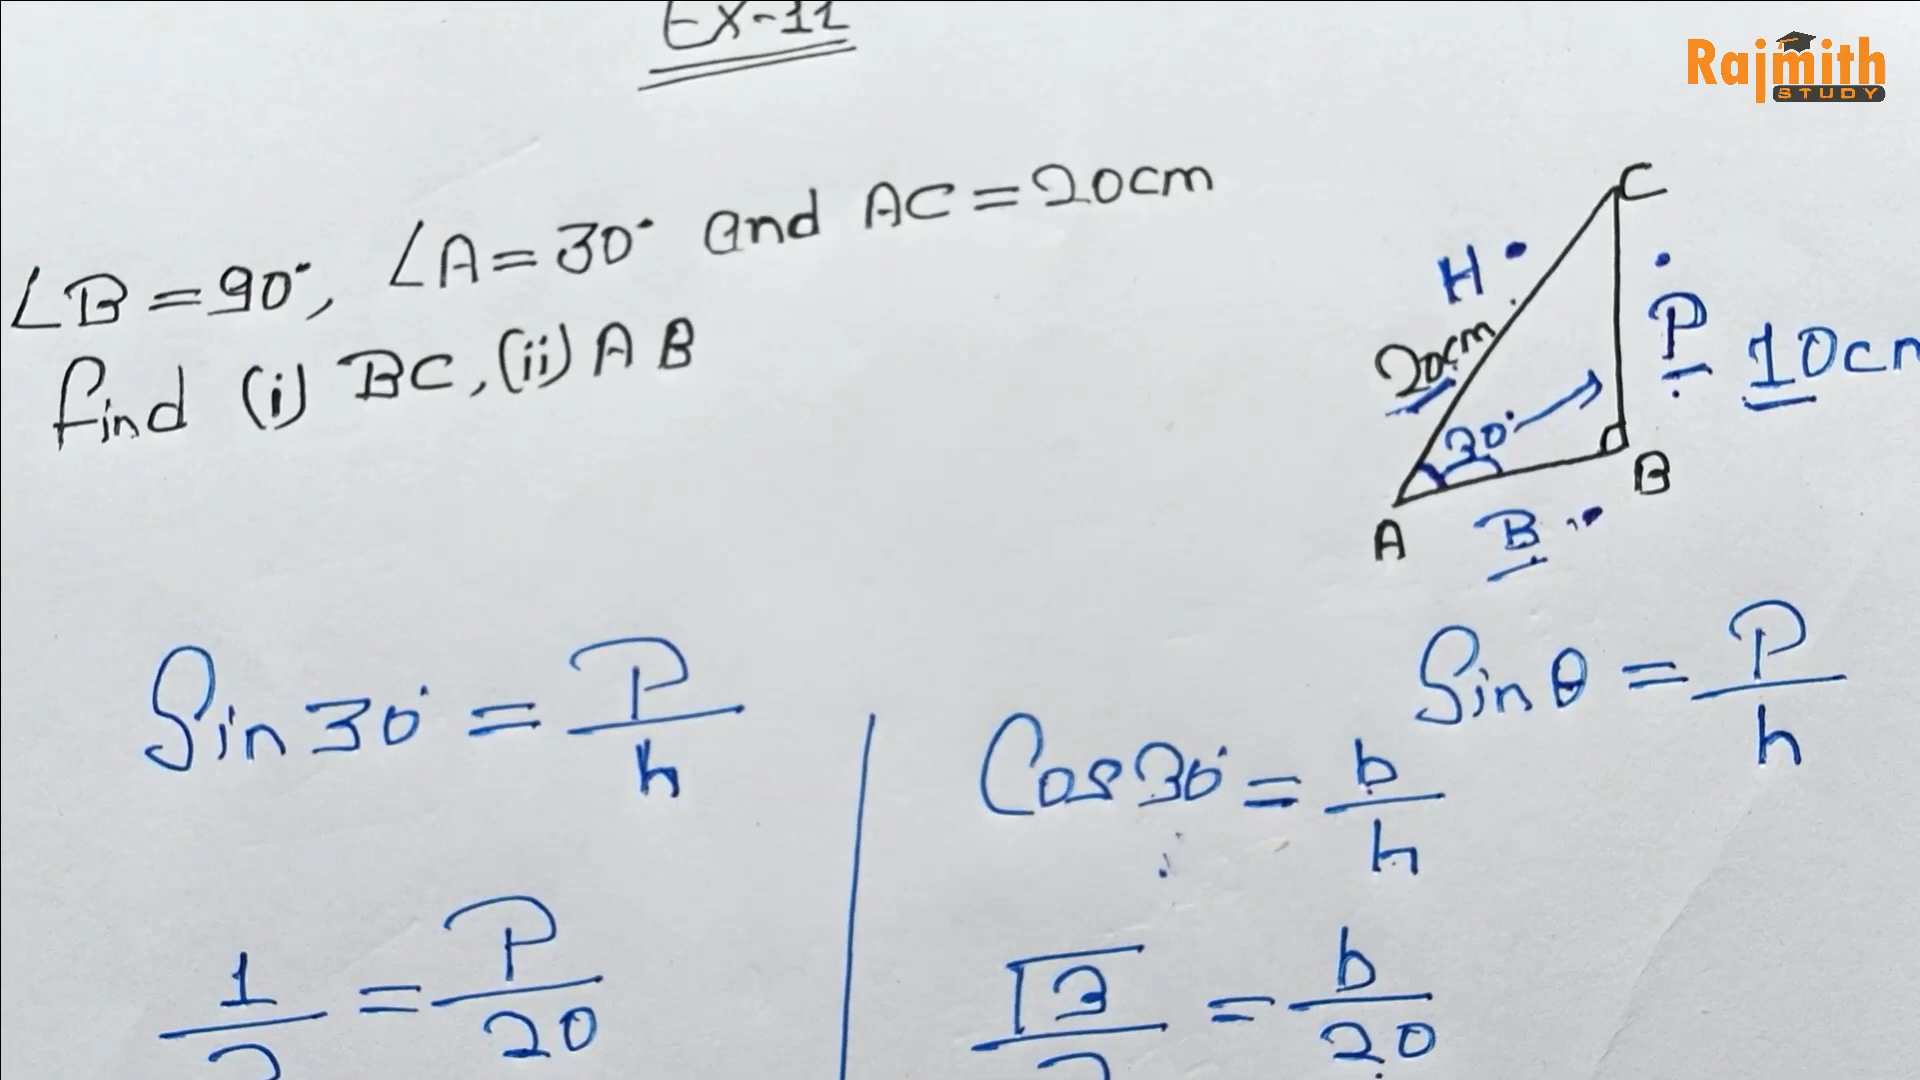 Ex-11
Rajmith
STUDY
∠B = 90°, ∠A = 30° and AC = 20cm
find (i) BC, (ii) AB
C
H
P
20cm
10cm
30°
A
B
B
Sin θ = P/h
Sin 30° = P/h
Cos 30° = b/h
1/2 = P/20
√3/2 = b/20